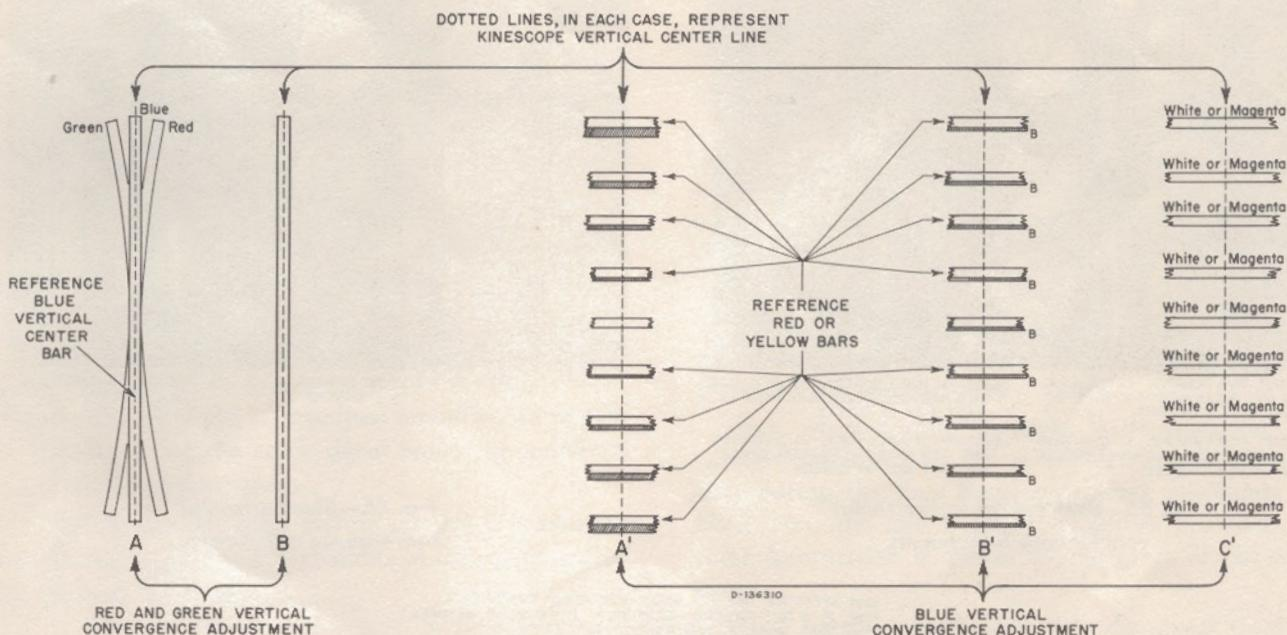 DOTTED LINES, IN EACH CASE, REPRESENT
KINESCOPE VERTICAL CENTER LINE
Green
Blue
Red
REFERENCE
BLUE
VERTICAL
CENTER
BAR
A
B
RED AND GREEN VERTICAL
CONVERGENCE ADJUSTMENT
REFERENCE
RED OR
YELLOW BARS
A'
B
B
B
B
B
B
B
B
B
B'
White or Magenta
White or Magenta
White or Magenta
White or Magenta
White or Magenta
White or Magenta
White or Magenta
White or Magenta
White or Magenta
C'
D-136310
BLUE VERTICAL
CONVERGENCE ADJUSTMENT